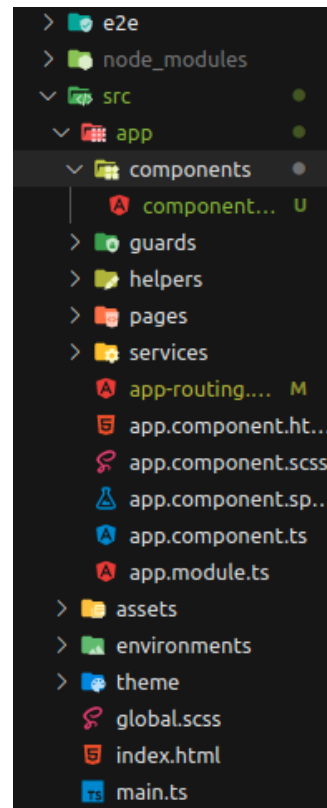 e2e
node_modules
src
app
components
component... U
guards
helpers
pages
services
app-routing.... M
app.component.ht...
app.component.scss
app.component.sp...
app.component.ts
app.module.ts
assets
environments
theme
global.scss
index.html
TS main.ts